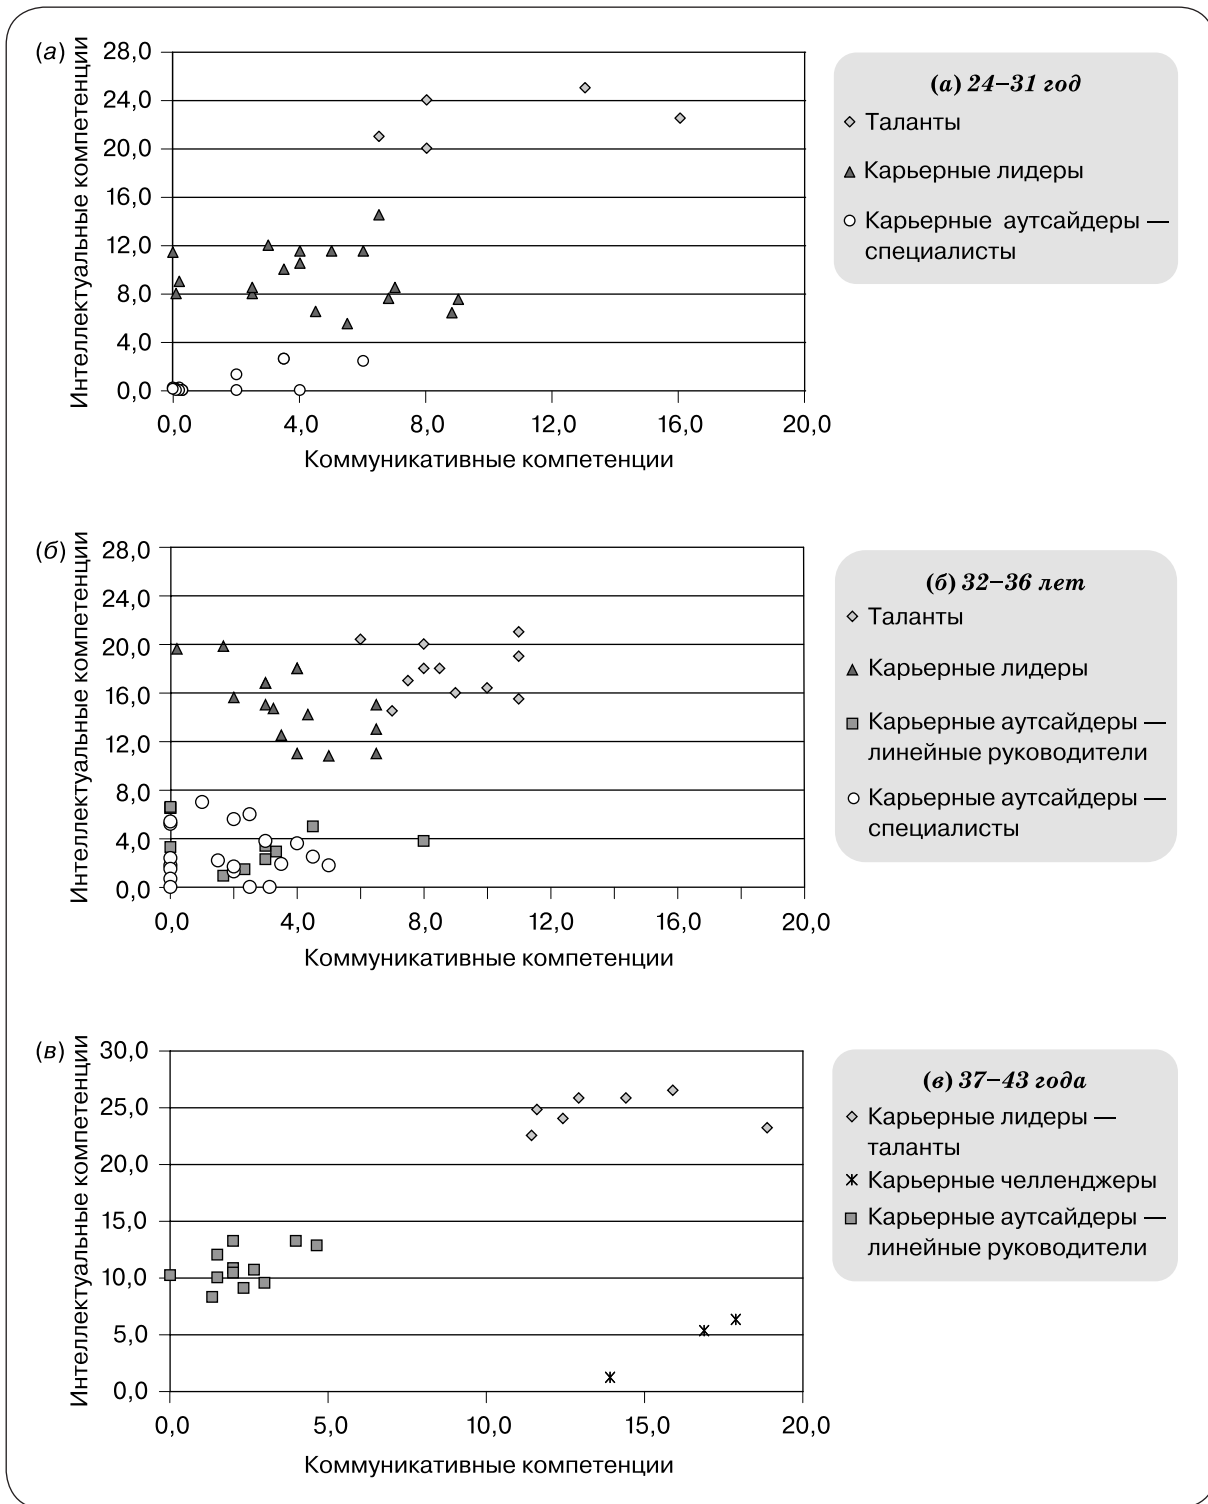 (а)
Интеллектуальные компетенции
28,0
24,0
20,0
16,0
12,0
8,0
4,0
0,0
0,0 4,0 8,0 12,0 16,0 20,0
Коммуникативные компетенции
(а) 24–31 год
Таланты
Карьерные лидеры
Карьерные аутсайдеры —
специалисты
(б)
Интеллектуальные компетенции
28,0
24,0
20,0
16,0
12,0
8,0
4,0
0,0
0,0 4,0 8,0 12,0 16,0 20,0
Коммуникативные компетенции
(б) 32–36 лет
Таланты
Карьерные лидеры
Карьерные аутсайдеры —
линейные руководители
Карьерные аутсайдеры —
специалисты
(в)
Интеллектуальные компетенции
30,0
25,0
20,0
15,0
10,0
5,0
0,0
0,0 5,0 10,0 15,0 20,0
Коммуникативные компетенции
(в) 37–43 года
Карьерные лидеры —
таланты
Карьерные челленджеры
Карьерные аутсайдеры —
линейные руководители